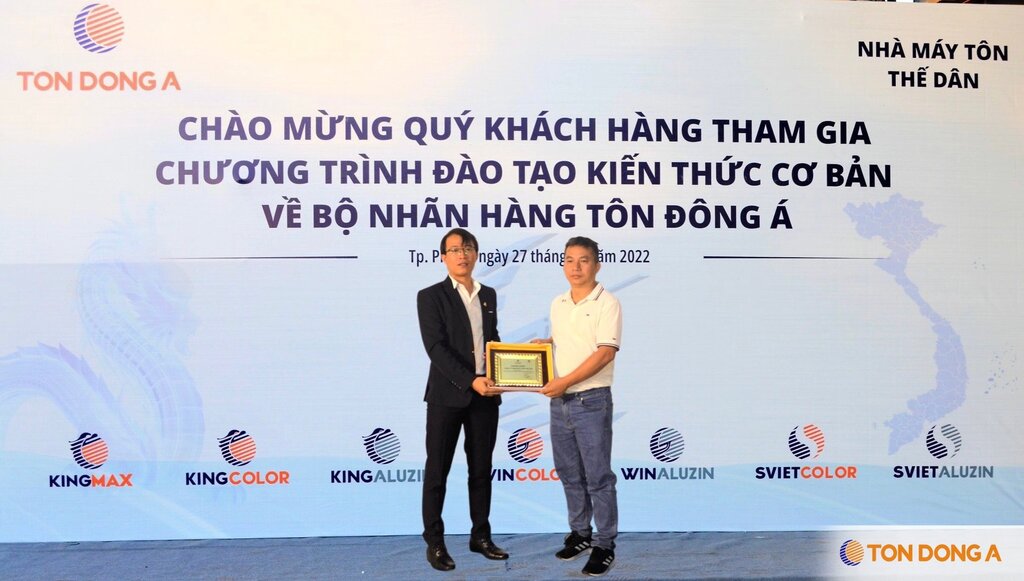 TON DONG A
NHÀ MÁY TÔN
THẾ DÂN
CHÀO MỪNG QUÝ KHÁCH HÀNG THAM GIA
CHƯƠNG TRÌNH ĐÀO TẠO KIẾN THỨC CƠ BẢN
VỀ BỘ NHÃN HÀNG TÔN ĐÔNG Á
Tp. ngày 27 năm 2022
KINGMAX
KINGCOLOR
KINGALUZIN
WINCOLOR
WINALUZIN
SVIETCOLOR
SVIETALUZIN
TON DONG A